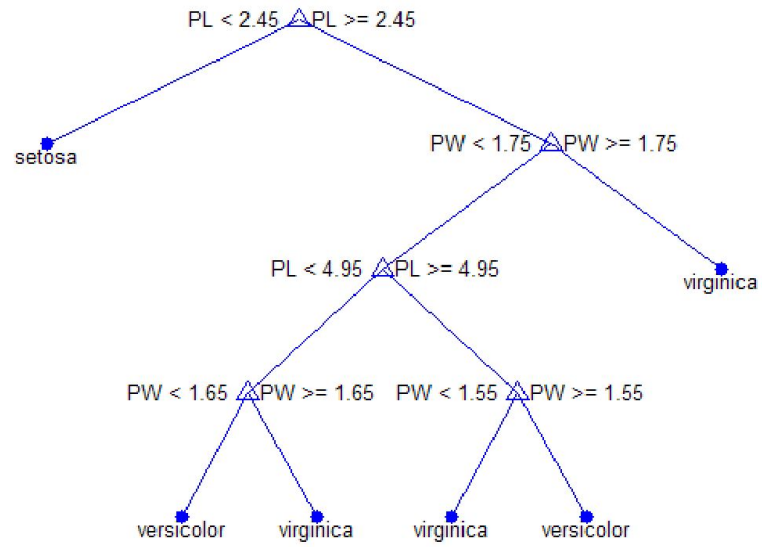 PL < 2.45 PL >= 2.45
setosa
PW < 1.75 PW >= 1.75
PL < 4.95 PL >= 4.95
virginica
PW < 1.65 PW >= 1.65 PW < 1.55 PW >= 1.55
versicolor virginica virginica versicolor